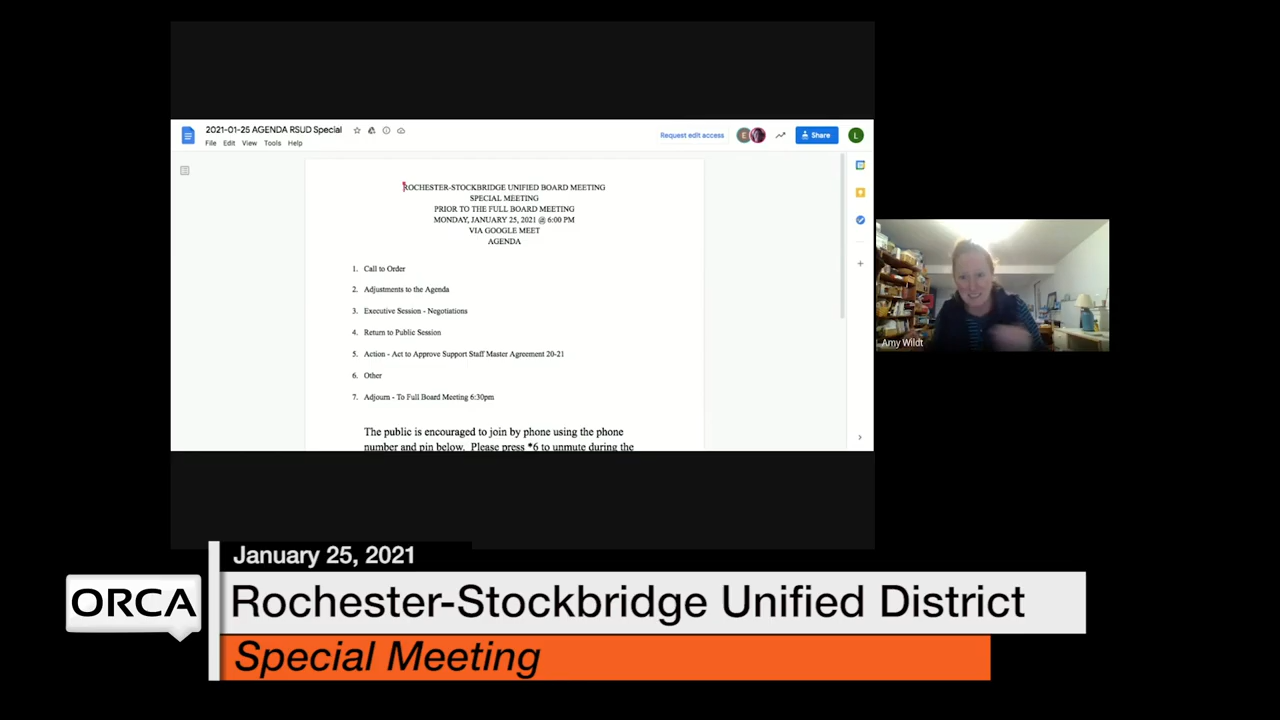 2021-01-25 AGENDA RSUD Special
File Edit View Tools Help
Request edit access
E
Share
L
ROCHESTER-STOCKBRIDGE UNIFIED BOARD MEETING
SPECIAL MEETING
PRIOR TO THE FULL BOARD MEETING
MONDAY, JANUARY 25, 2021 @ 6:00 PM
VIA GOOGLE MEET
AGENDA
1. Call to Order
2. Adjustments to the Agenda
3. Executive Session - Negotiations
4. Return to Public Session
5. Action - Act to Approve Support Staff Master Agreement 20-21
6. Other
7. Adjourn - To Full Board Meeting 6:30pm
The public is encouraged to join by phone using the phone
number and pin below. Please press *6 to unmute during the
Amy Wildt
January 25, 2021
ORCA
Rochester-Stockbridge Unified District
Special Meeting